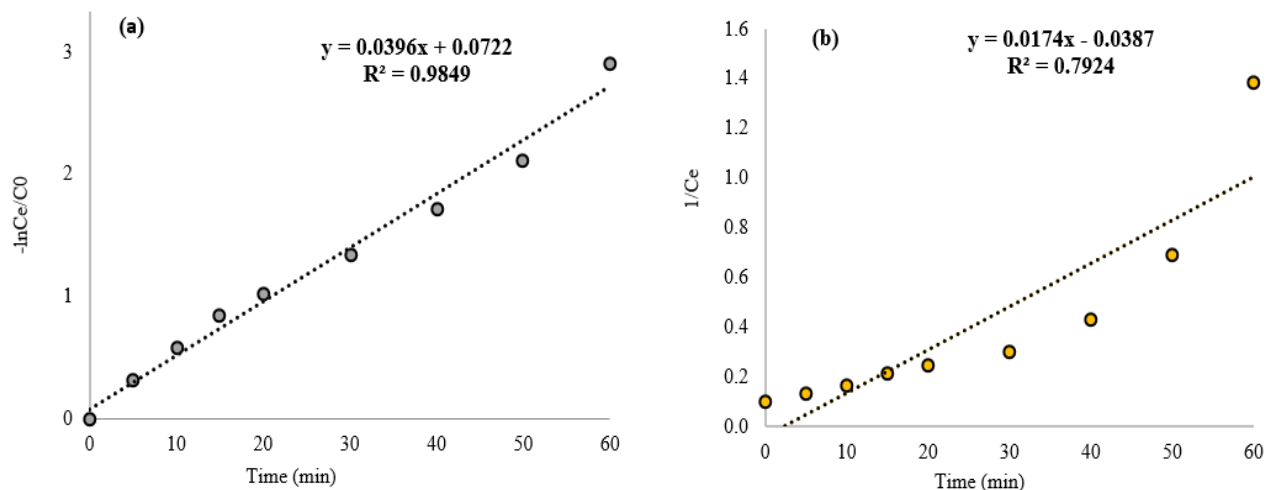 (a)
y = 0.0396x + 0.0722
R² = 0.9849
3
2
1
0
-lnCe/C0
0 10 20 30 40 50 60
Time (min)
(b)
y = 0.0174x - 0.0387
R² = 0.7924
1.6
1.4
1.2
1.0
0.8
0.6
0.4
0.2
0.0
1/Ce
0 10 20 30 40 50 60
Time (min)